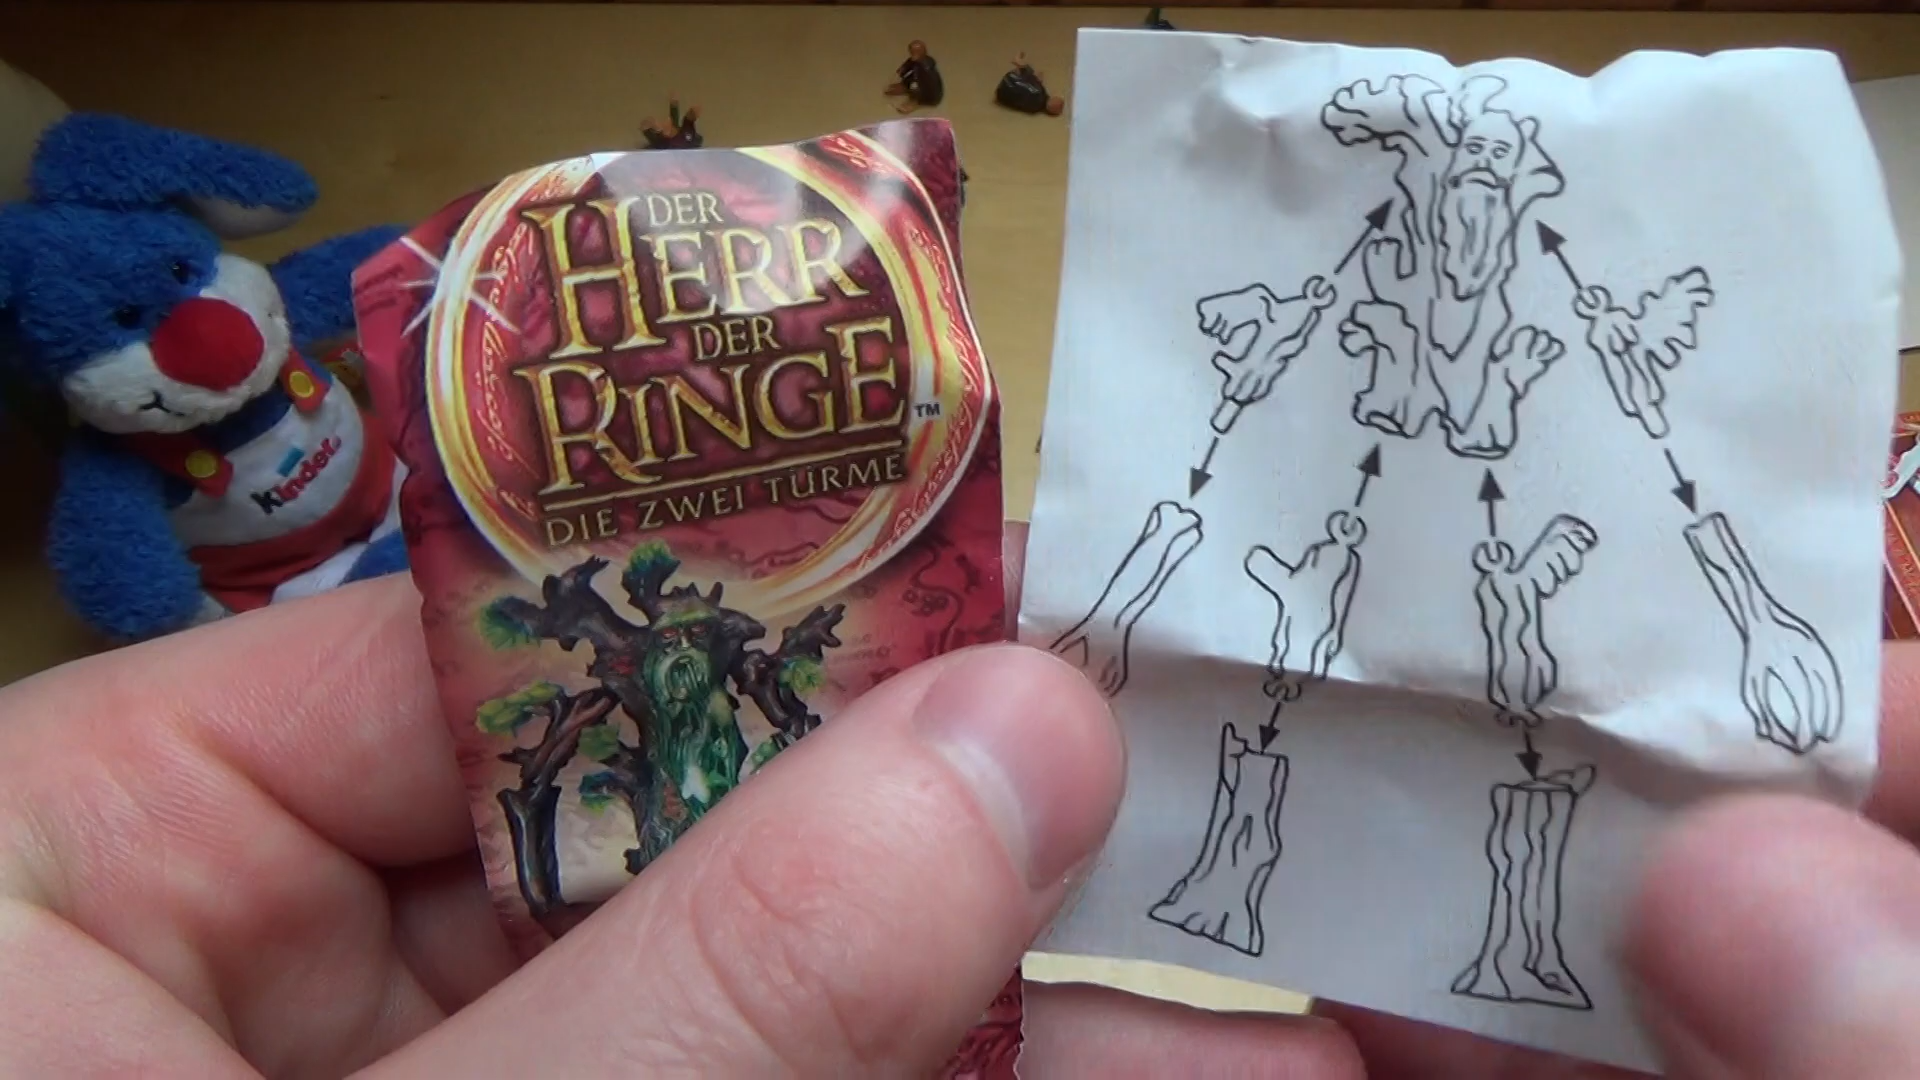 DER
HERR
DER
RINGE
TM
DIE ZWEI TÜRME
kinder